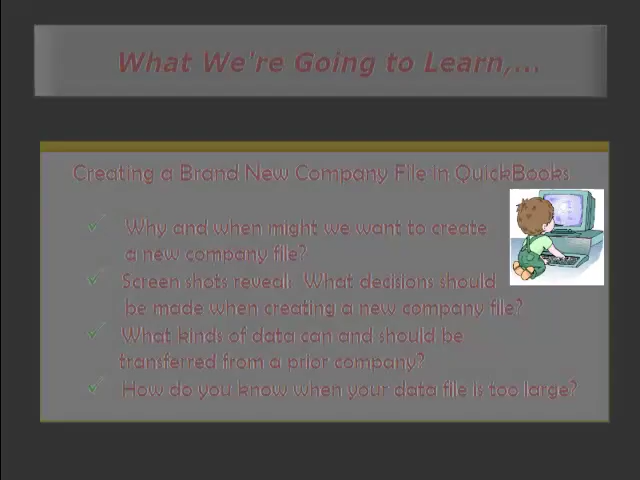 What We're Going to Learn,...
Creating a Brand New Company File in QuickBooks
Why and when might we want to create
a new company file?
Screen shots reveal: What decisions should
be made when creating a new company file?
What kinds of data can and should be
transferred from a prior company?
How do you know when your data file is too large?